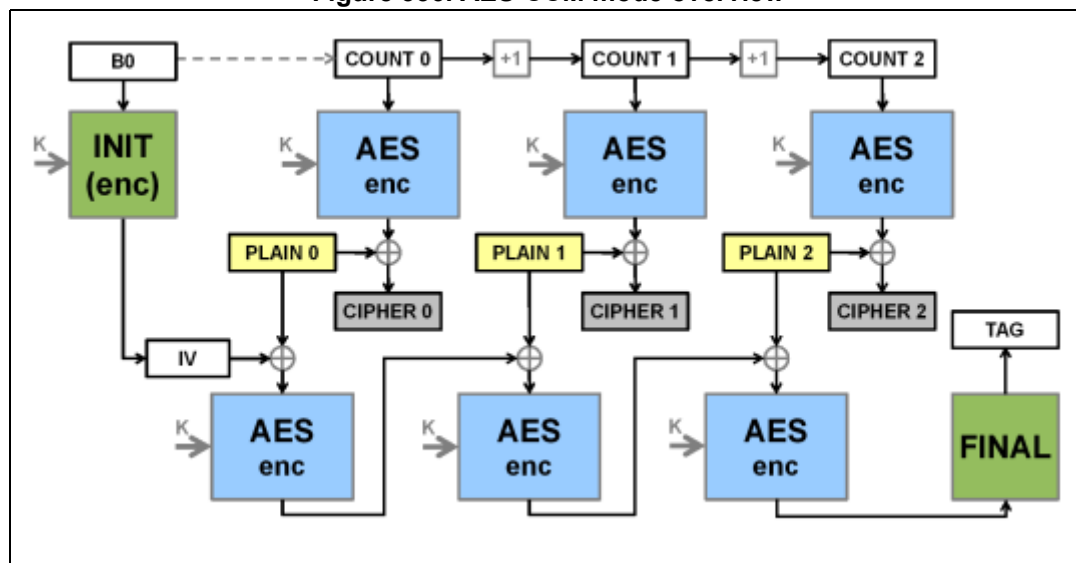 B0
COUNT 0
+1
COUNT 1
+1
COUNT 2
K
INIT
(enc)
K
AES
enc
K
AES
enc
K
AES
enc
PLAIN 0
PLAIN 1
PLAIN 2
CIPHER 0
CIPHER 1
CIPHER 2
TAG
IV
K
AES
enc
K
AES
enc
K
AES
enc
FINAL